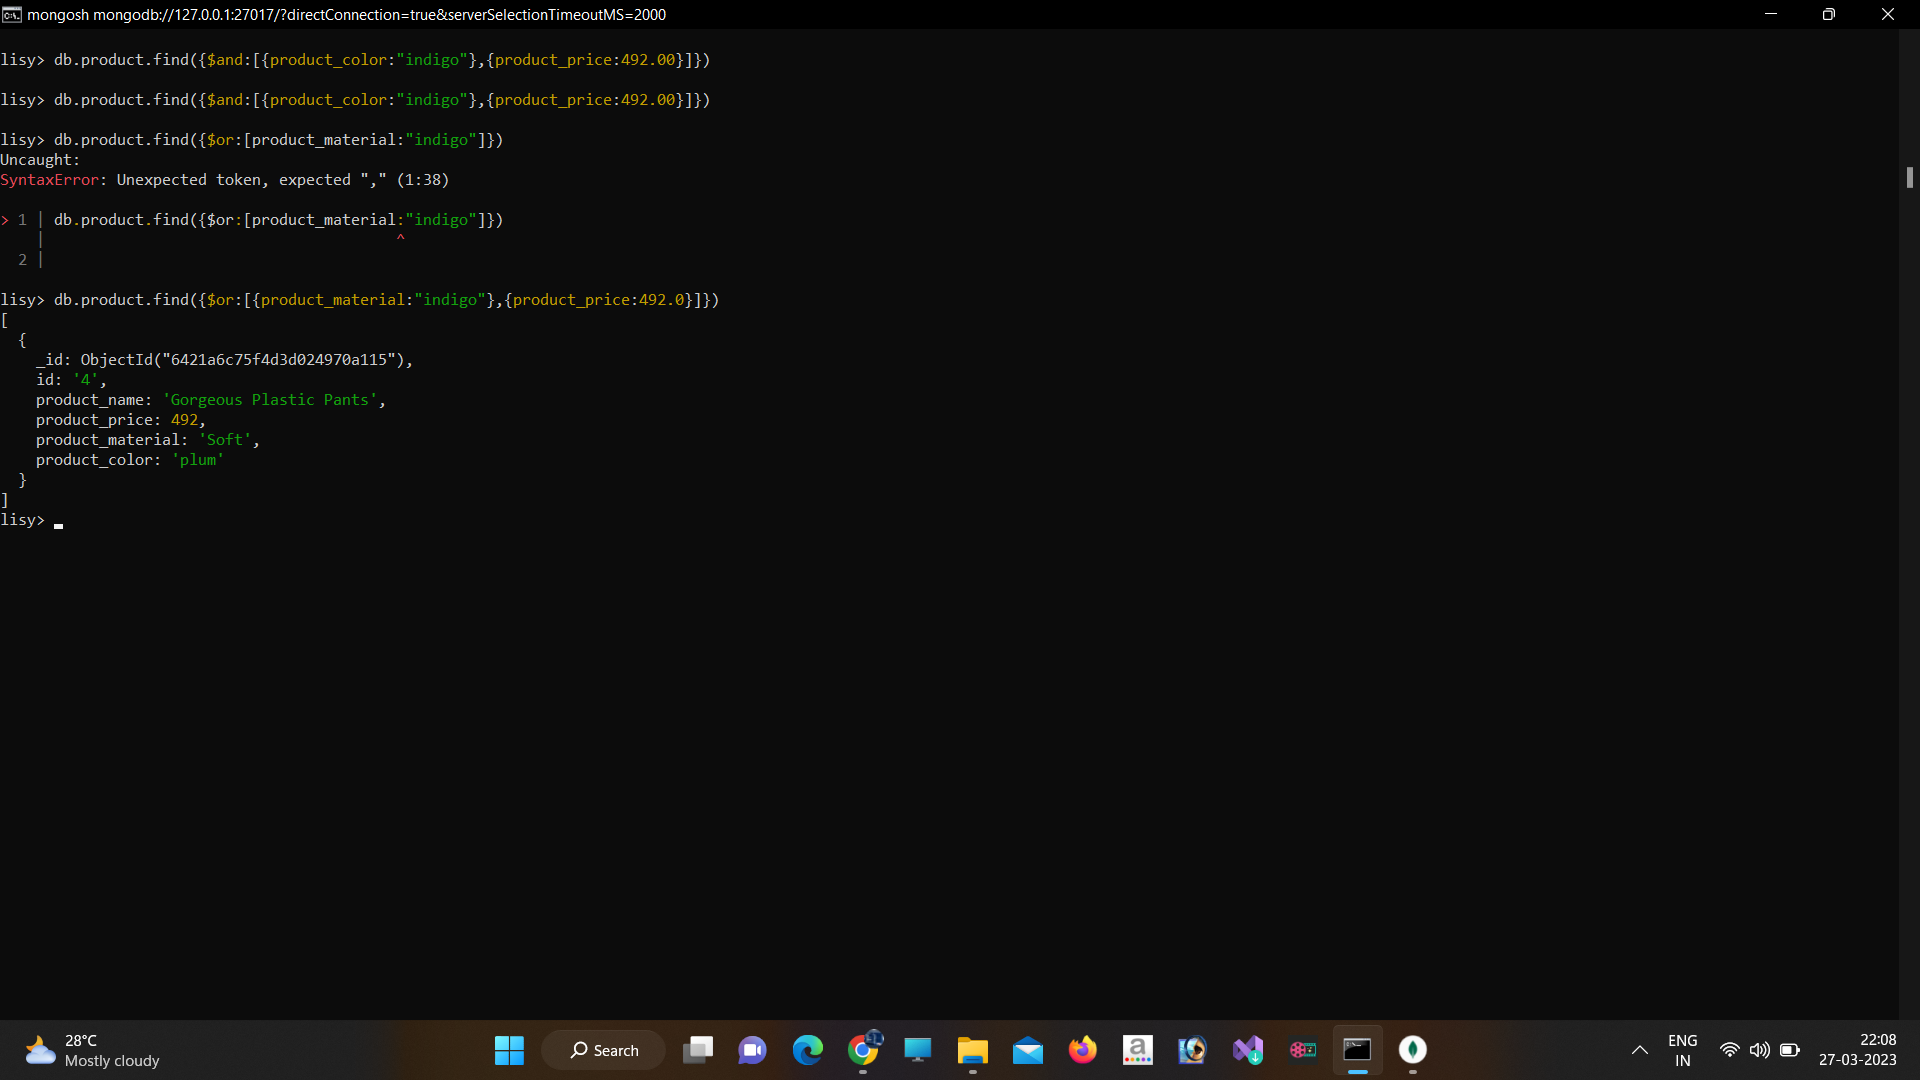 mongosh mongodb://127.0.0.1:27017/?directConnection=true&serverSelectionTimeoutMS=2000
lisy> db.product.find({$and:[{product_color:"indigo"},{product_price:492.00}]})
lisy> db.product.find({$and:[{product_color:"indigo"},{product_price:492.00}]})
lisy> db.product.find({$or:[product_material:"indigo"]})
Uncaught:
SyntaxError: Unexpected token, expected "," (1:38)
> 1 | db.product.find({$or:[product_material:"indigo"]})
|                                       ^
2 |
lisy> db.product.find({$or:[{product_material:"indigo"},{product_price:492.0}]})
[
{
_id: ObjectId("6421a6c75f4d3d024970a115"),
id: '4',
product_name: 'Gorgeous Plastic Pants',
product_price: 492,
product_material: 'Soft',
product_color: 'plum'
}
]
lisy>
28°C
Mostly cloudy
Search
ENG
IN
22:08
27-03-2023